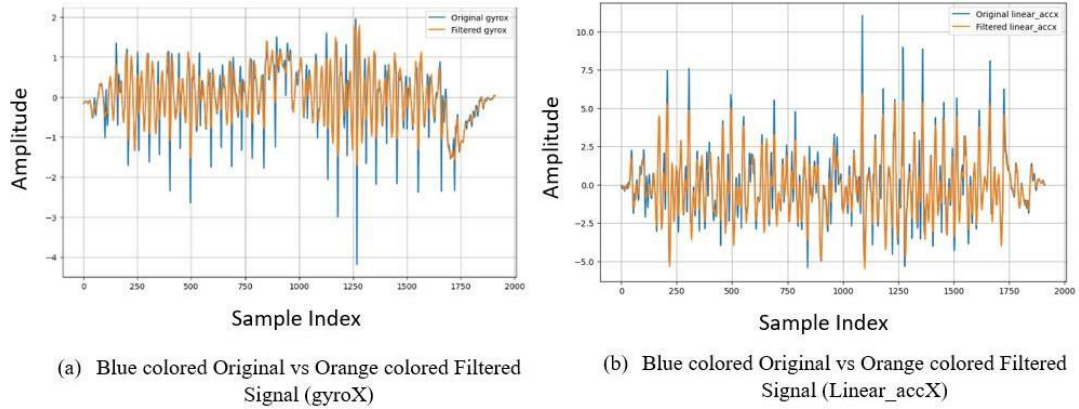 Original gyrox
Filtered gyrox
2
1
0
-1
-2
-3
-4
Amplitude
0
250
500
750
1000
1250
1500
1750
2000
Sample Index
(a) Blue colored Original vs Orange colored Filtered
Signal (gyroX)
Original linear_accx
Filtered linear_accx
10.0
7.5
5.0
2.5
0.0
-2.5
-5.0
Amplitude
0
250
500
750
1000
1250
1500
1750
2000
Sample Index
(b) Blue colored Original vs Orange colored Filtered
Signal (Linear_accX)